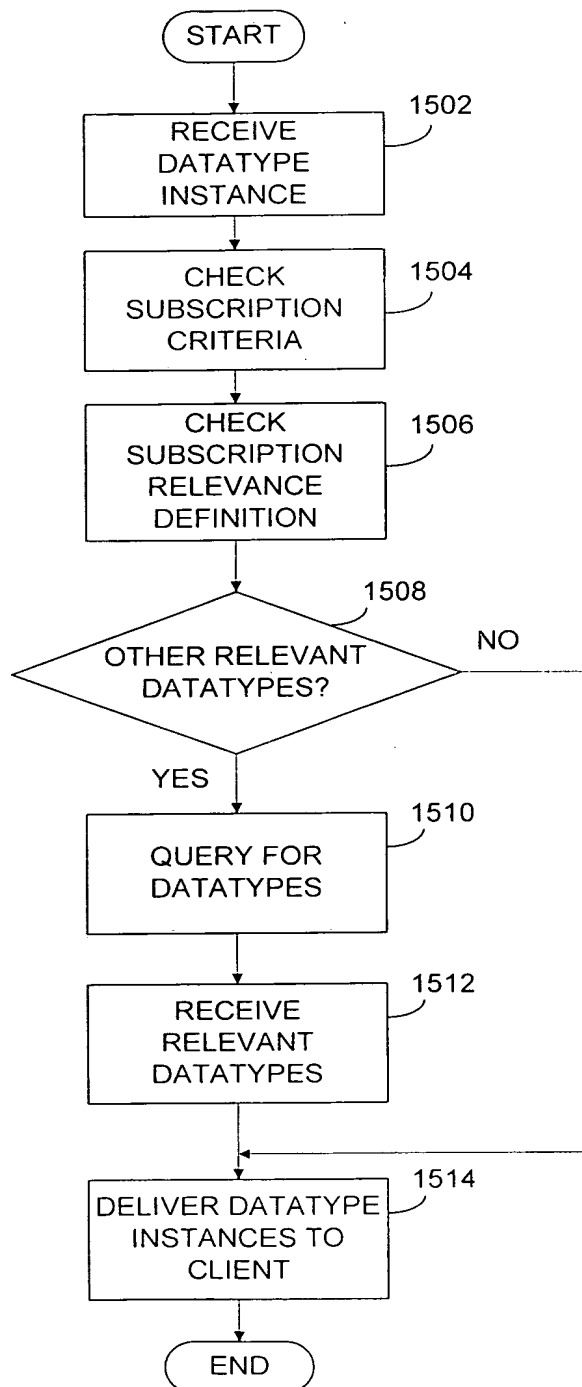 START
1502
RECEIVE
DATATYPE
INSTANCE
1504
CHECK
SUBSCRIPTION
CRITERIA
1506
CHECK
SUBSCRIPTION
RELEVANCE
DEFINITION
1508
OTHER RELEVANT
DATATYPES?
NO
YES
1510
QUERY FOR
DATATYPES
1512
RECEIVE
RELEVANT
DATATYPES
1514
DELIVER DATATYPE
INSTANCES TO
CLIENT
END